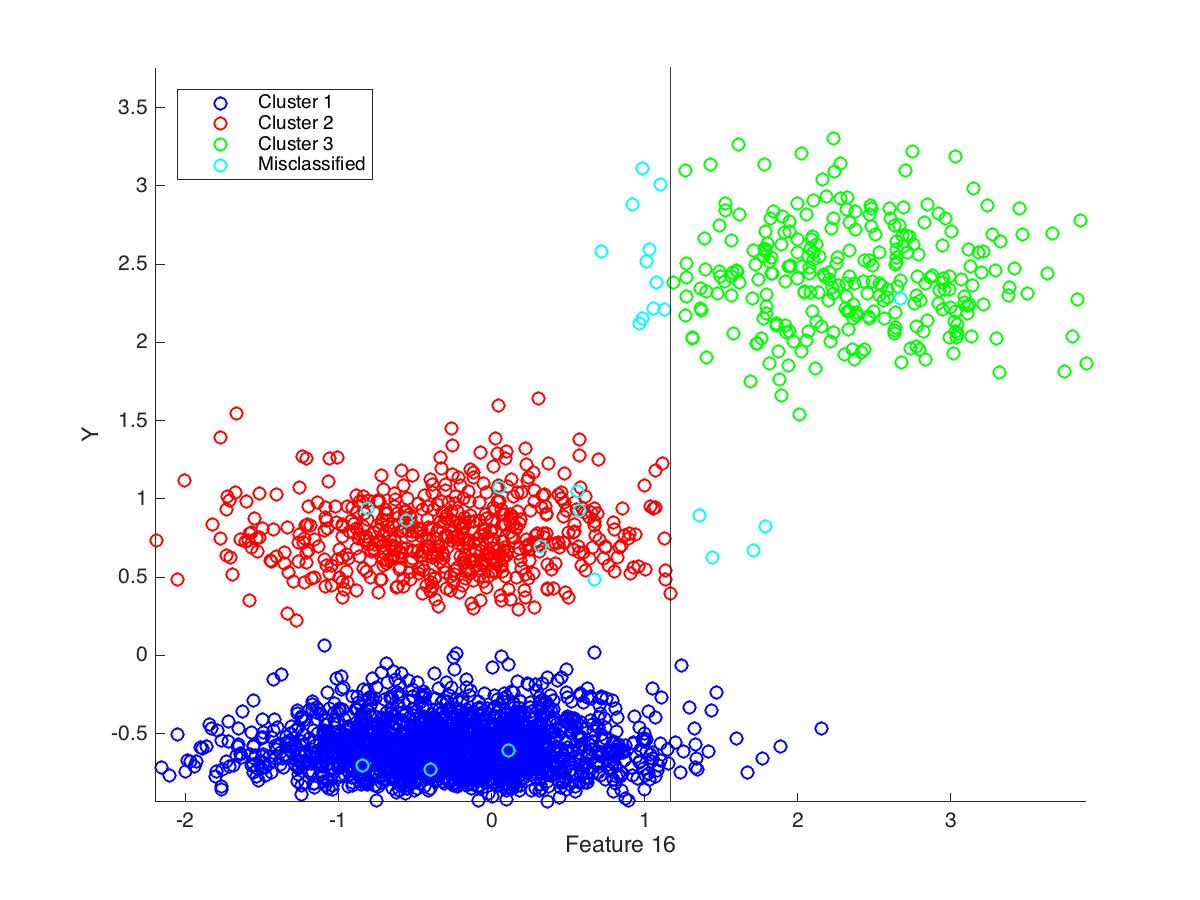 Cluster 1
Cluster 2
Cluster 3
Misclassified
3.5
3
2.5
2
1.5
1
0.5
0
-0.5
Y
-2 -1 0 1 2 3
Feature 16